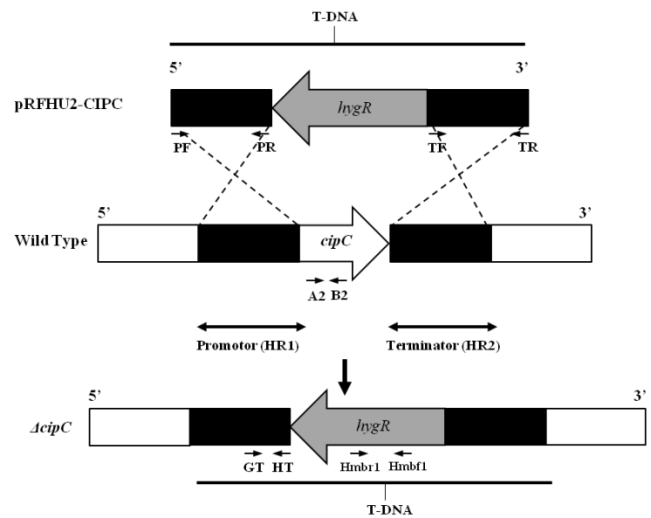 T-DNA
5’ 3’
pRFHU2-CIPC
hygR
PF PR TF TR
5’ 3’
Wild Type
cipC
A2 B2
Promotor (HR1) Terminator (HR2)
5’ 3’
ΔcipC
hygR
GT HT Hmbr1 Hmbf1
T-DNA